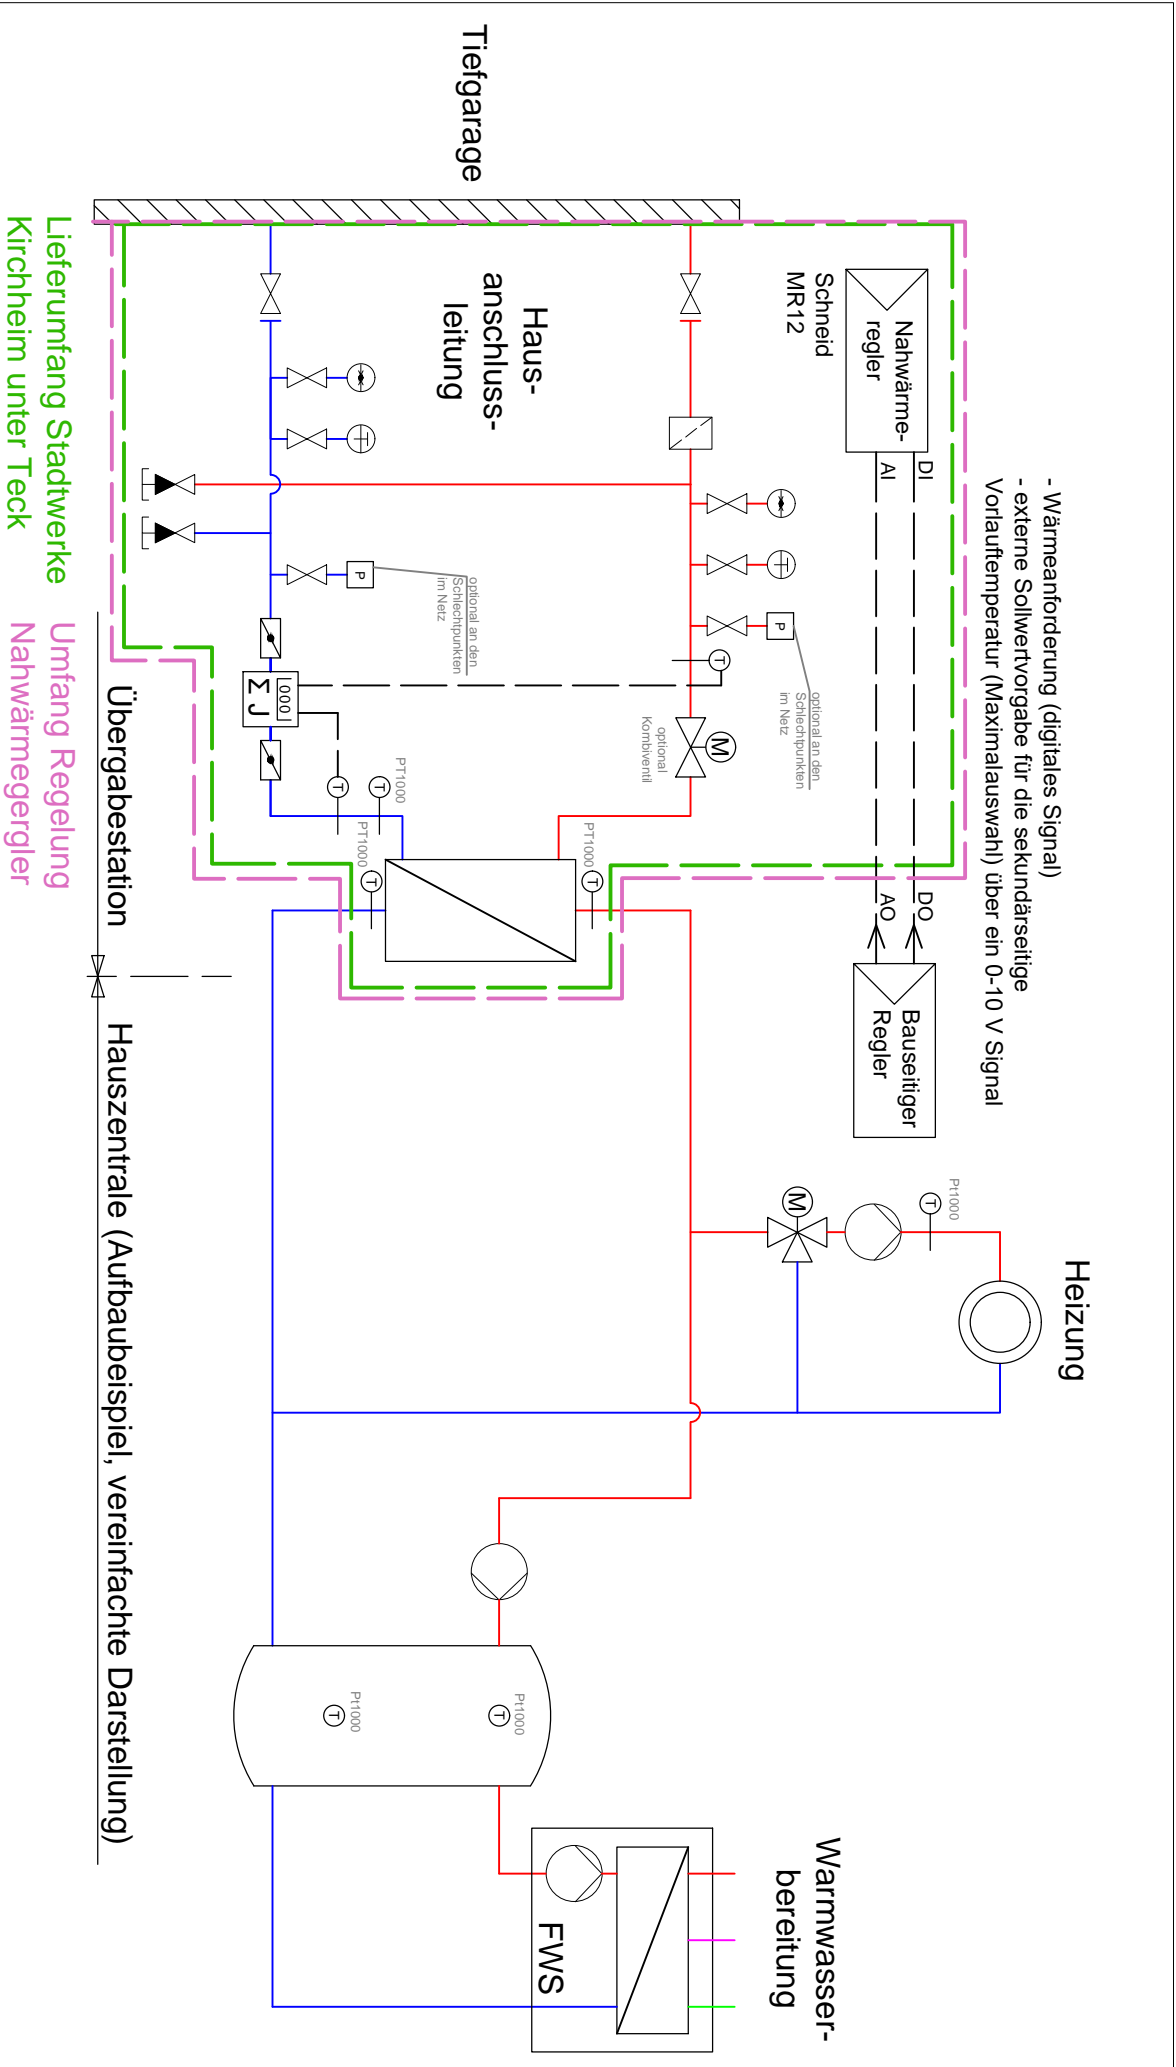 - Wärmeanforderung (digitales Signal)
- externe Sollwertvorgabe für die sekundärseitige
Vorlauftemperatur (Maximalauswahl) über ein 0-10 V Signal
Heizung
Warmwasser-
bereitung
Nahwärme-
regler
DI
AI
DO
AO
Bauseitiger
Regler
Schneid
MR12
Pt1000
T
M
Tiefgarage
Haus-
anschluss-
leitung
P
optional an den
Schlechtpunkten
im Netz
T
M
optional
Kombiventil
PT1000
T
P
optional an den
Schlechtpunkten
im Netz
000
Σ J
T
PT1000
T
PT1000
T
Pt1000
T
Pt1000
T
FWS
Übergabestation
Hauszentrale (Aufbaubeispiel, vereinfachte Darstellung)
Lieferumfang Stadtwerke
Kirchheim unter Teck
Umfang Regelung
Nahwärmegergler